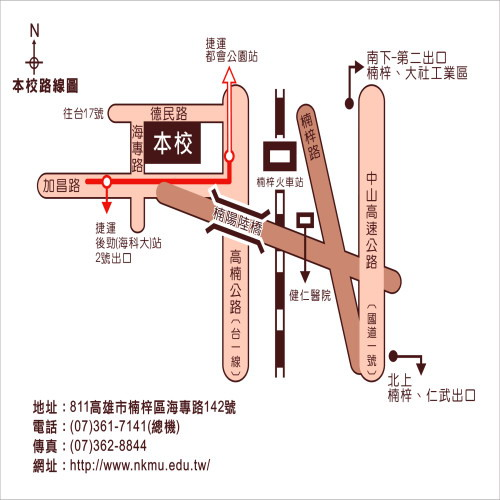 N
本校路線圖
捷運
都會公園站
南下-第二出口
楠梓、大社工業區
往台17號
德民路
海專路
本校
楠梓路
加昌路
楠梓火車站
中山高速公路
(國道一號)
捷運
後勁(海科大)站
2號出口
楠陽陸橋
高楠公路
(台一線)
健仁醫院
北上
楠梓、仁武出口
地址：811高雄市楠梓區海專路142號
電話：(07)361-7141(總機)
傳真：(07)362-8844
網址：http://www.nkmu.edu.tw/